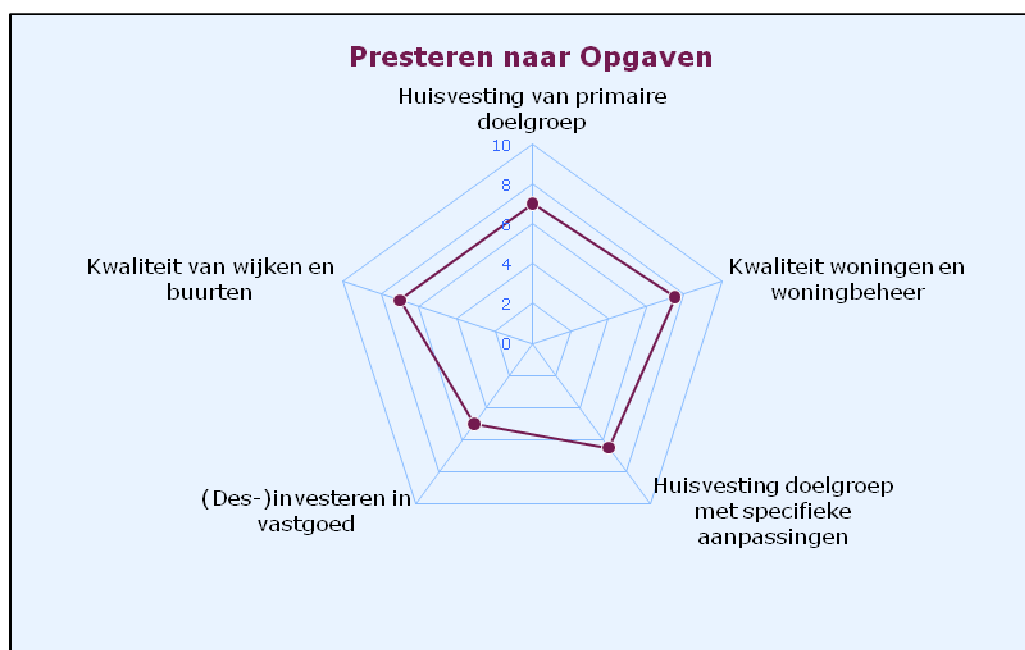 Presteren naar Opgaven
Huisvesting van primaire
doelgroep
10
8
6
4
2
0
Kwaliteit van wijken en
buurten
Kwaliteit woningen en
woningbeheer
(Des-)investeren in
vastgoed
Huisvesting doelgroep
met specifieke
aanpassingen